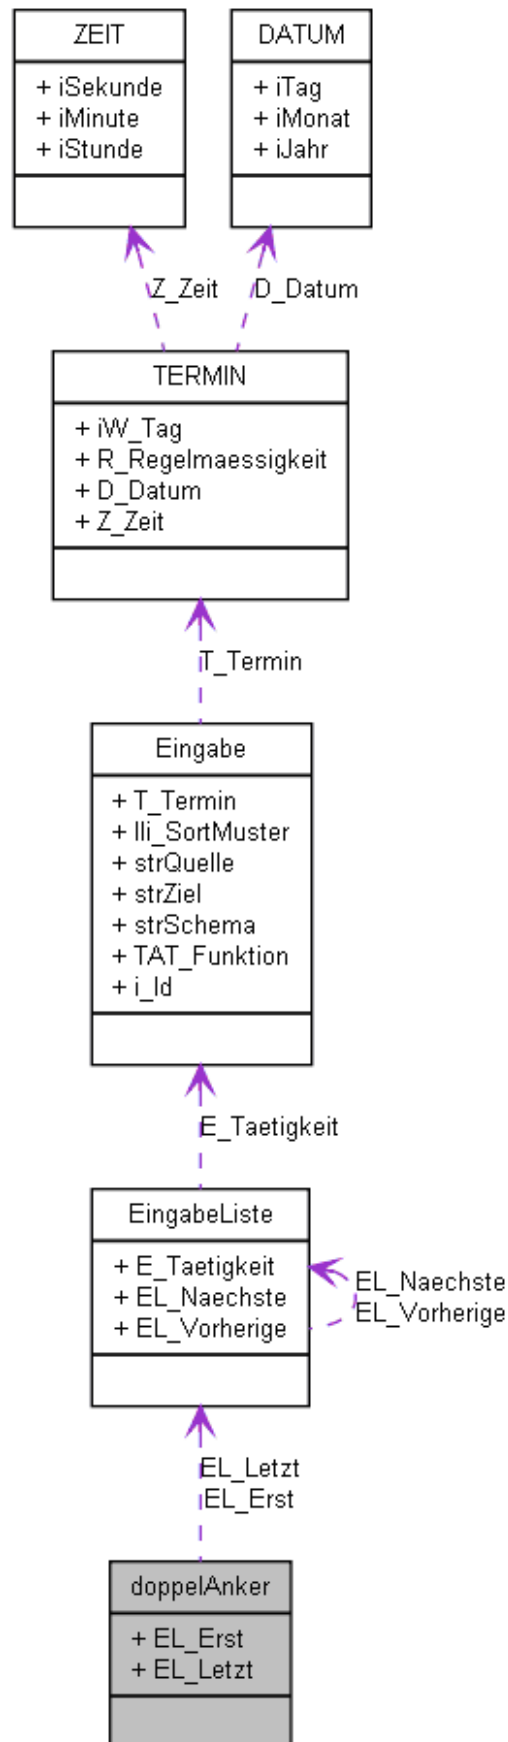 ZEIT
+ iSekunde
+ iMinute
+ iStunde
DATUM
+ iTag
+ iMonat
+ iJahr
Z_Zeit
D_Datum
TERMIN
+ iW_Tag
+ R_Regelmaessigkeit
+ D_Datum
+ Z_Zeit
T_Termin
Eingabe
+ T_Termin
+ lli_SortMuster
+ strQuelle
+ strZiel
+ strSchema
+ TAT_Funktion
+ i_Id
E_Taetigkeit
EingabeListe
+ E_Taetigkeit
+ EL_Naechste
+ EL_Vorherige
EL_Naechste
EL_Vorherige
EL_Letzt
EL_Erst
doppelAnker
+ EL_Erst
+ EL_Letzt